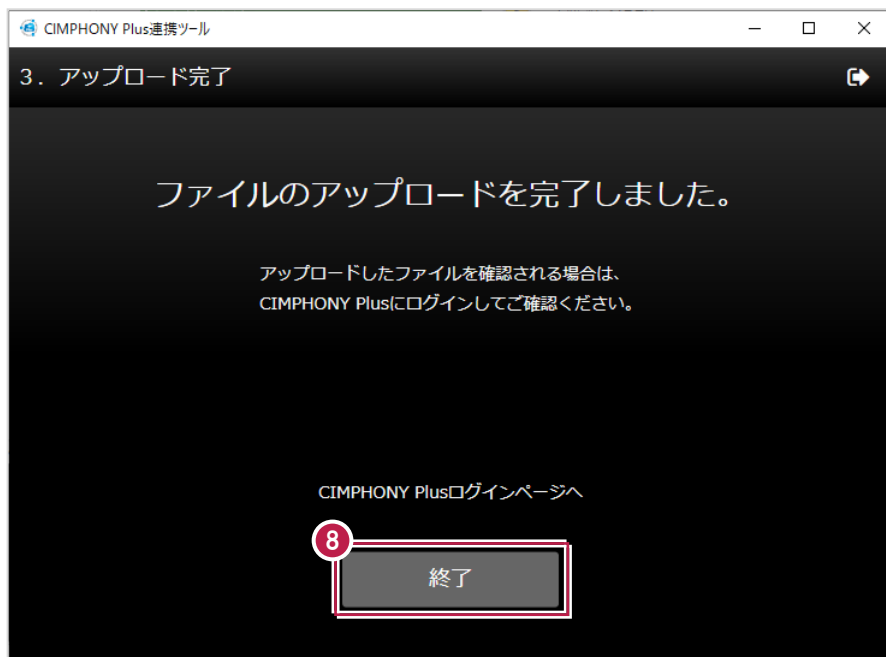 CIMPHONY Plus連携ツール
3．アップロード完了
ファイルのアップロードを完了しました。
アップロードしたファイルを確認される場合は、
CIMPHONY Plusにログインしてご確認ください。
CIMPHONY Plusログインページへ
8
終了